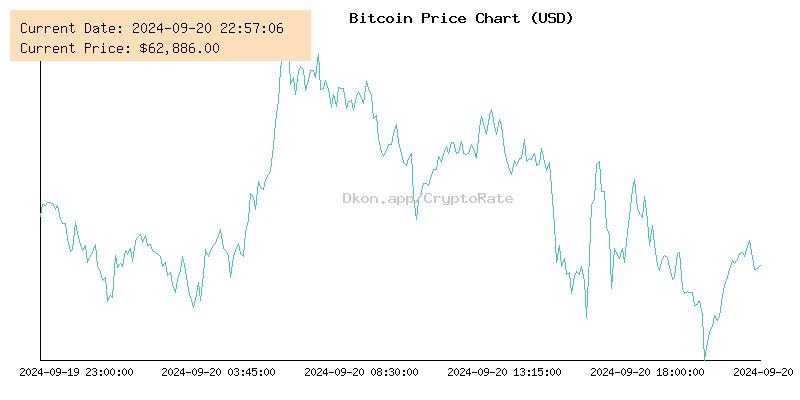 Bitcoin Price Chart (USD)
Current Date: 2024-09-20 22:57:06
Current Price: $62,886.00
Dkon.app/CryptoRate
2024-09-19 23:00:00 2024-09-20 03:45:00 2024-09-20 08:30:00 2024-09-20 13:15:00 2024-09-20 18:00:00 2024-09-20